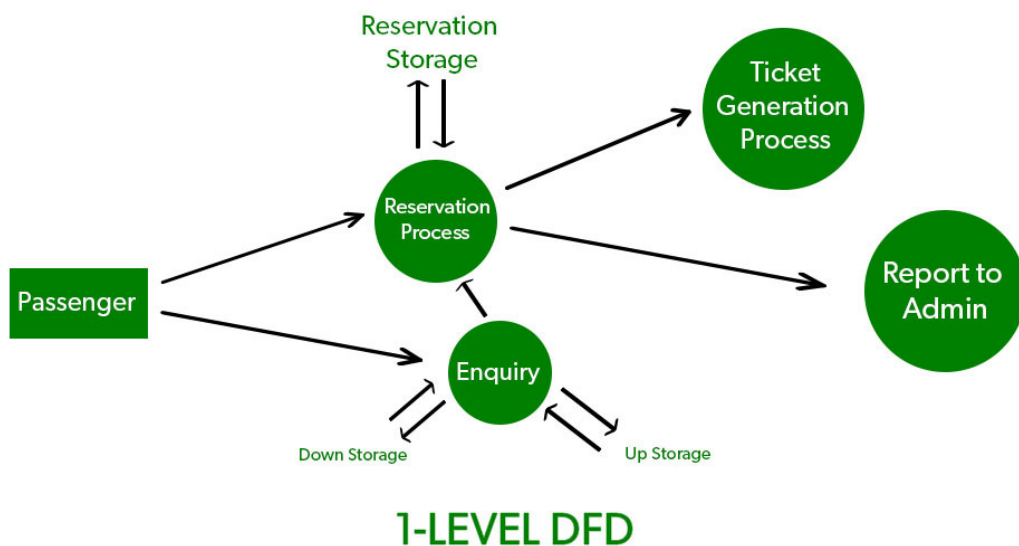 Reservation
Storage
Ticket
Generation
Process
Reservation
Process
Passenger
Report to
Admin
Enquiry
Down Storage
Up Storage
1-LEVEL DFD